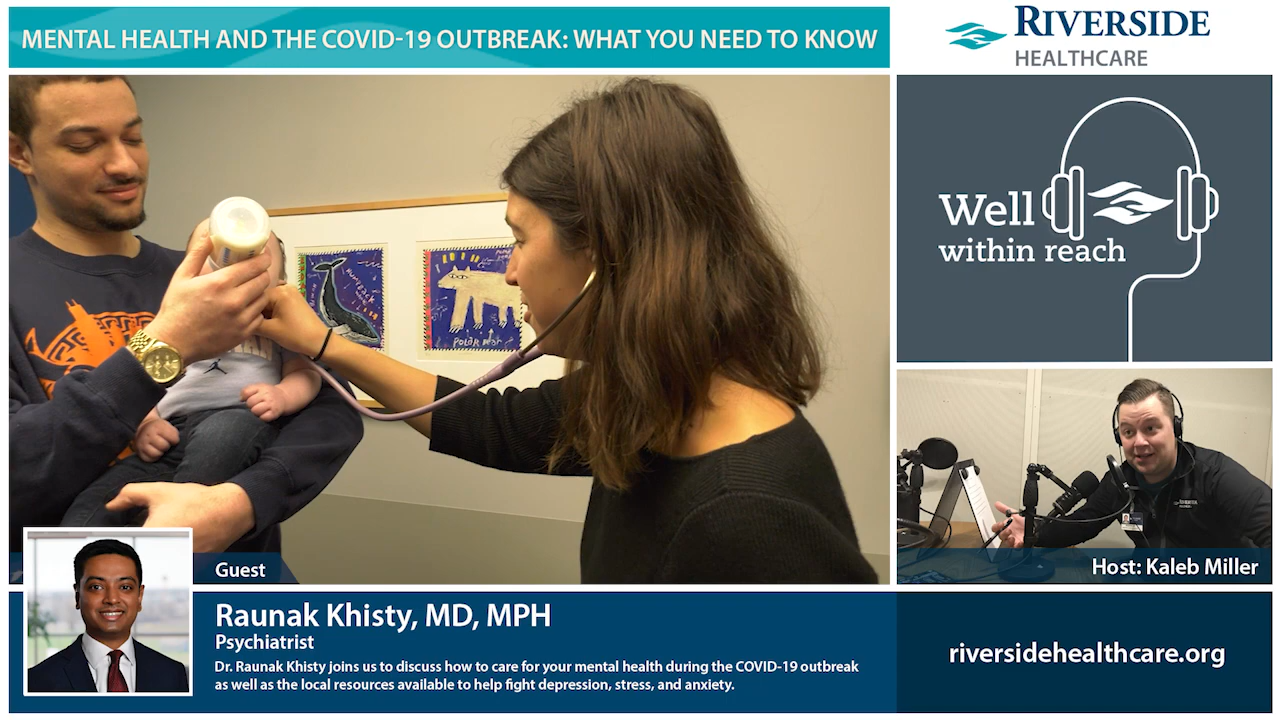 MENTAL HEALTH AND THE COVID-19 OUTBREAK: WHAT YOU NEED TO KNOW
RIVERSIDE
HEALTHCARE
Well
within reach
HUMPBACK
POLAR
Host: Kaleb Miller
Guest
Raunak Khisty, MD, MPH
Psychiatrist
Dr. Raunak Khisty joins us to discuss how to care for your mental health during the COVID-19 outbreak
as well as the local resources available to help fight depression, stress, and anxiety.
riversidehealthcare.org